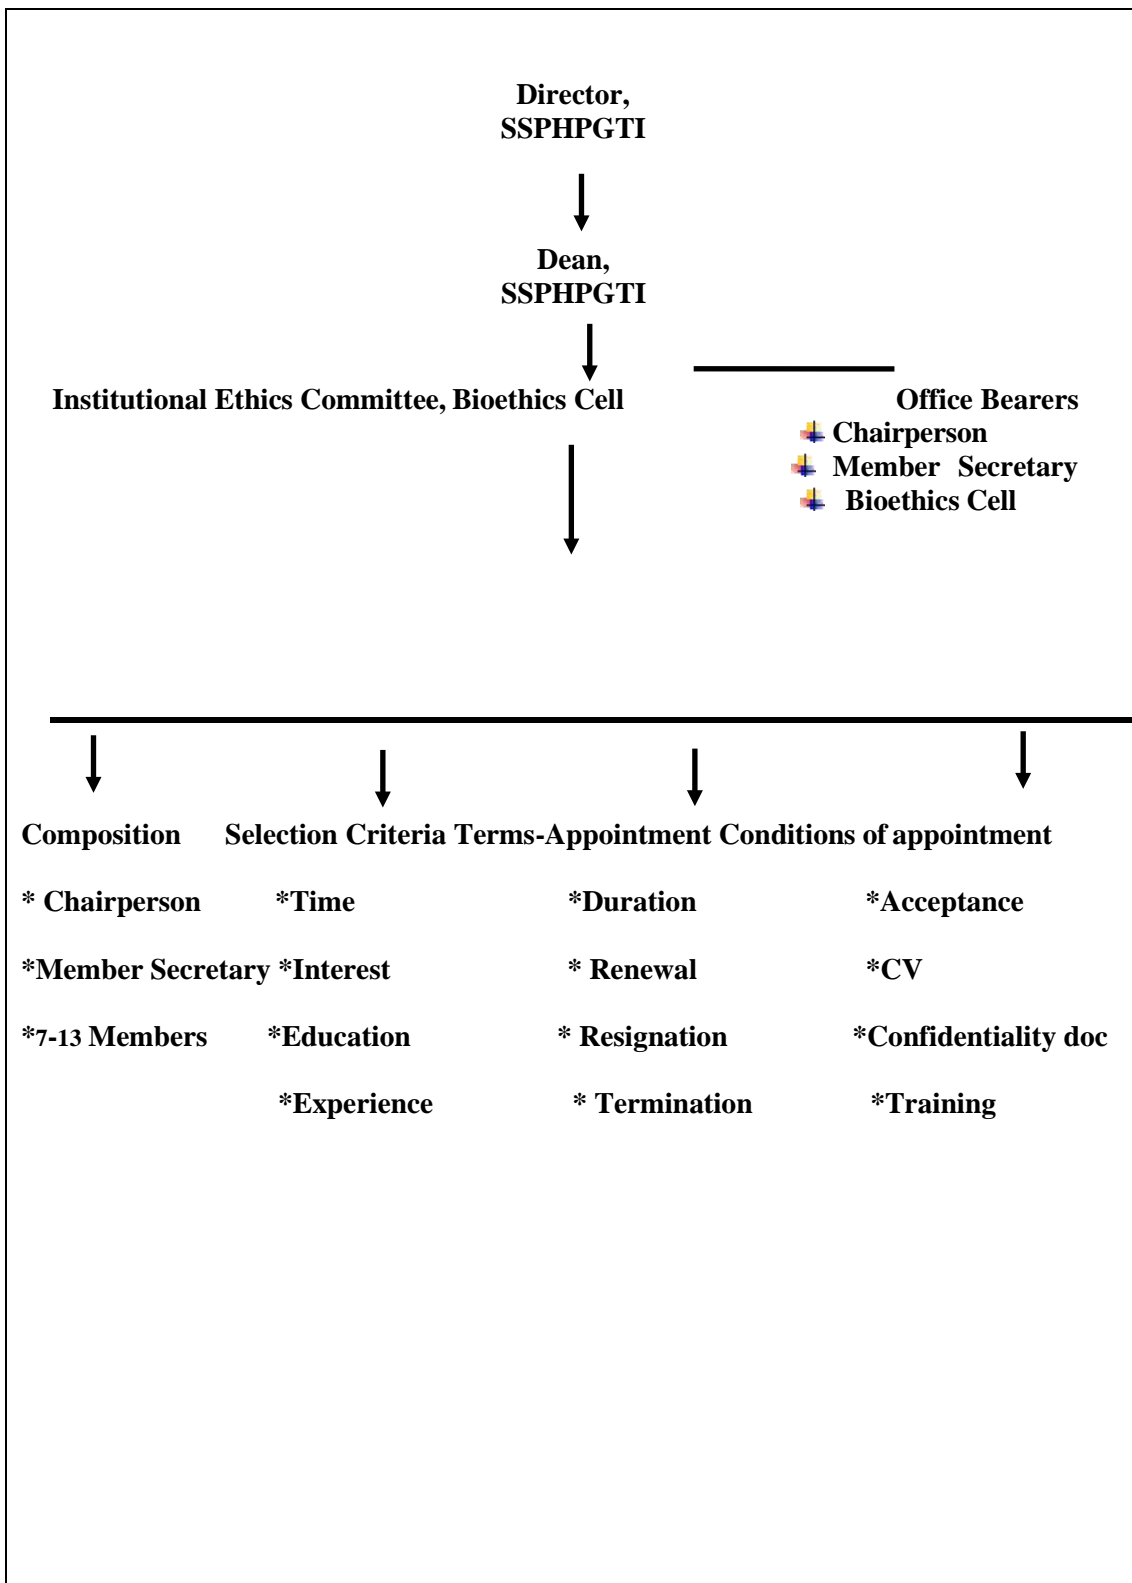 Director,
SSPHPGTI
Dean,
SSPHPGTI
Institutional Ethics Committee, Bioethics Cell Office Bearers
Chairperson
Member Secretary
Bioethics Cell
Composition Selection Criteria Terms-Appointment Conditions of appointment
* Chairperson *Time *Duration *Acceptance
*Member Secretary *Interest * Renewal *CV
*7-13 Members *Education * Resignation *Confidentiality doc
*Experience * Termination *Training